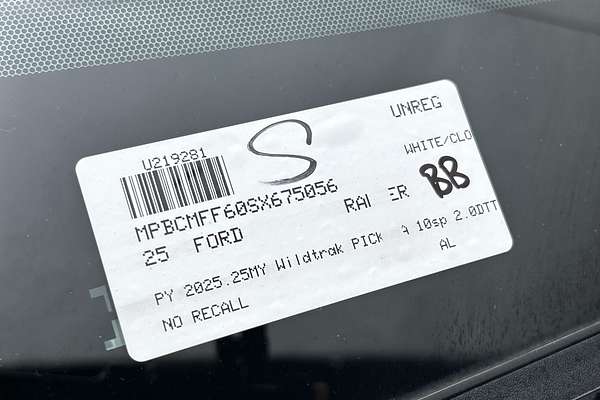 UNREG
U219281
S
WHITE/CLO
MPBCMFF60SX675056
BB
25 FORD RAI ER
PY 2025.25MY Wildtrak PICK A 10sp 2.0DTT
NO RECALL AL